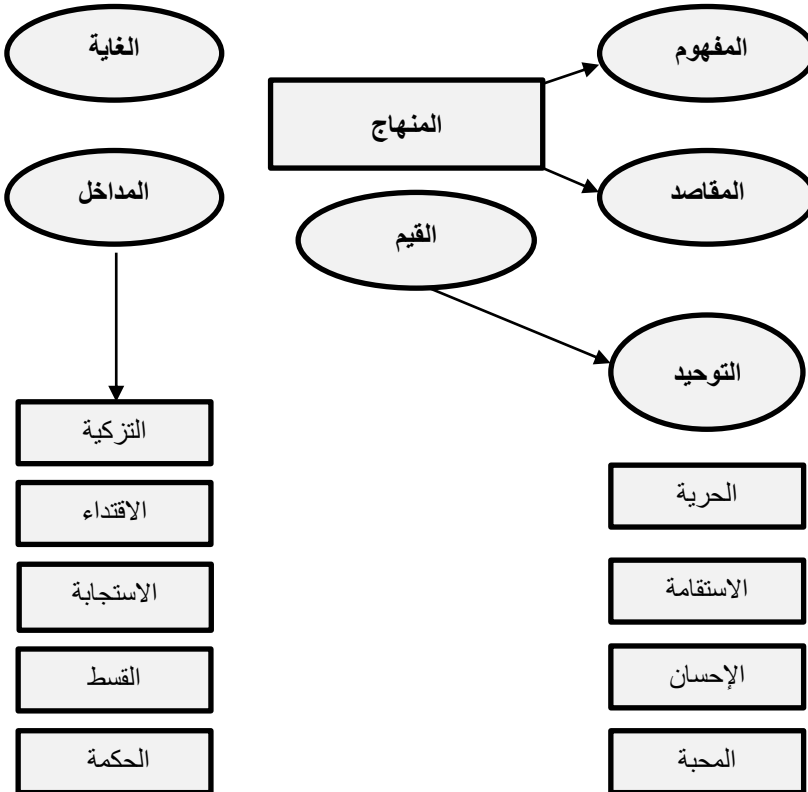 المفهوم
الغاية
المنهاج
المقاصد
المداخل
القيم
التوحيد
التزكية
الحرية
الاقتداء
الاستقامة
الاستجابة
الإحسان
القسط
المحبة
الحكمة